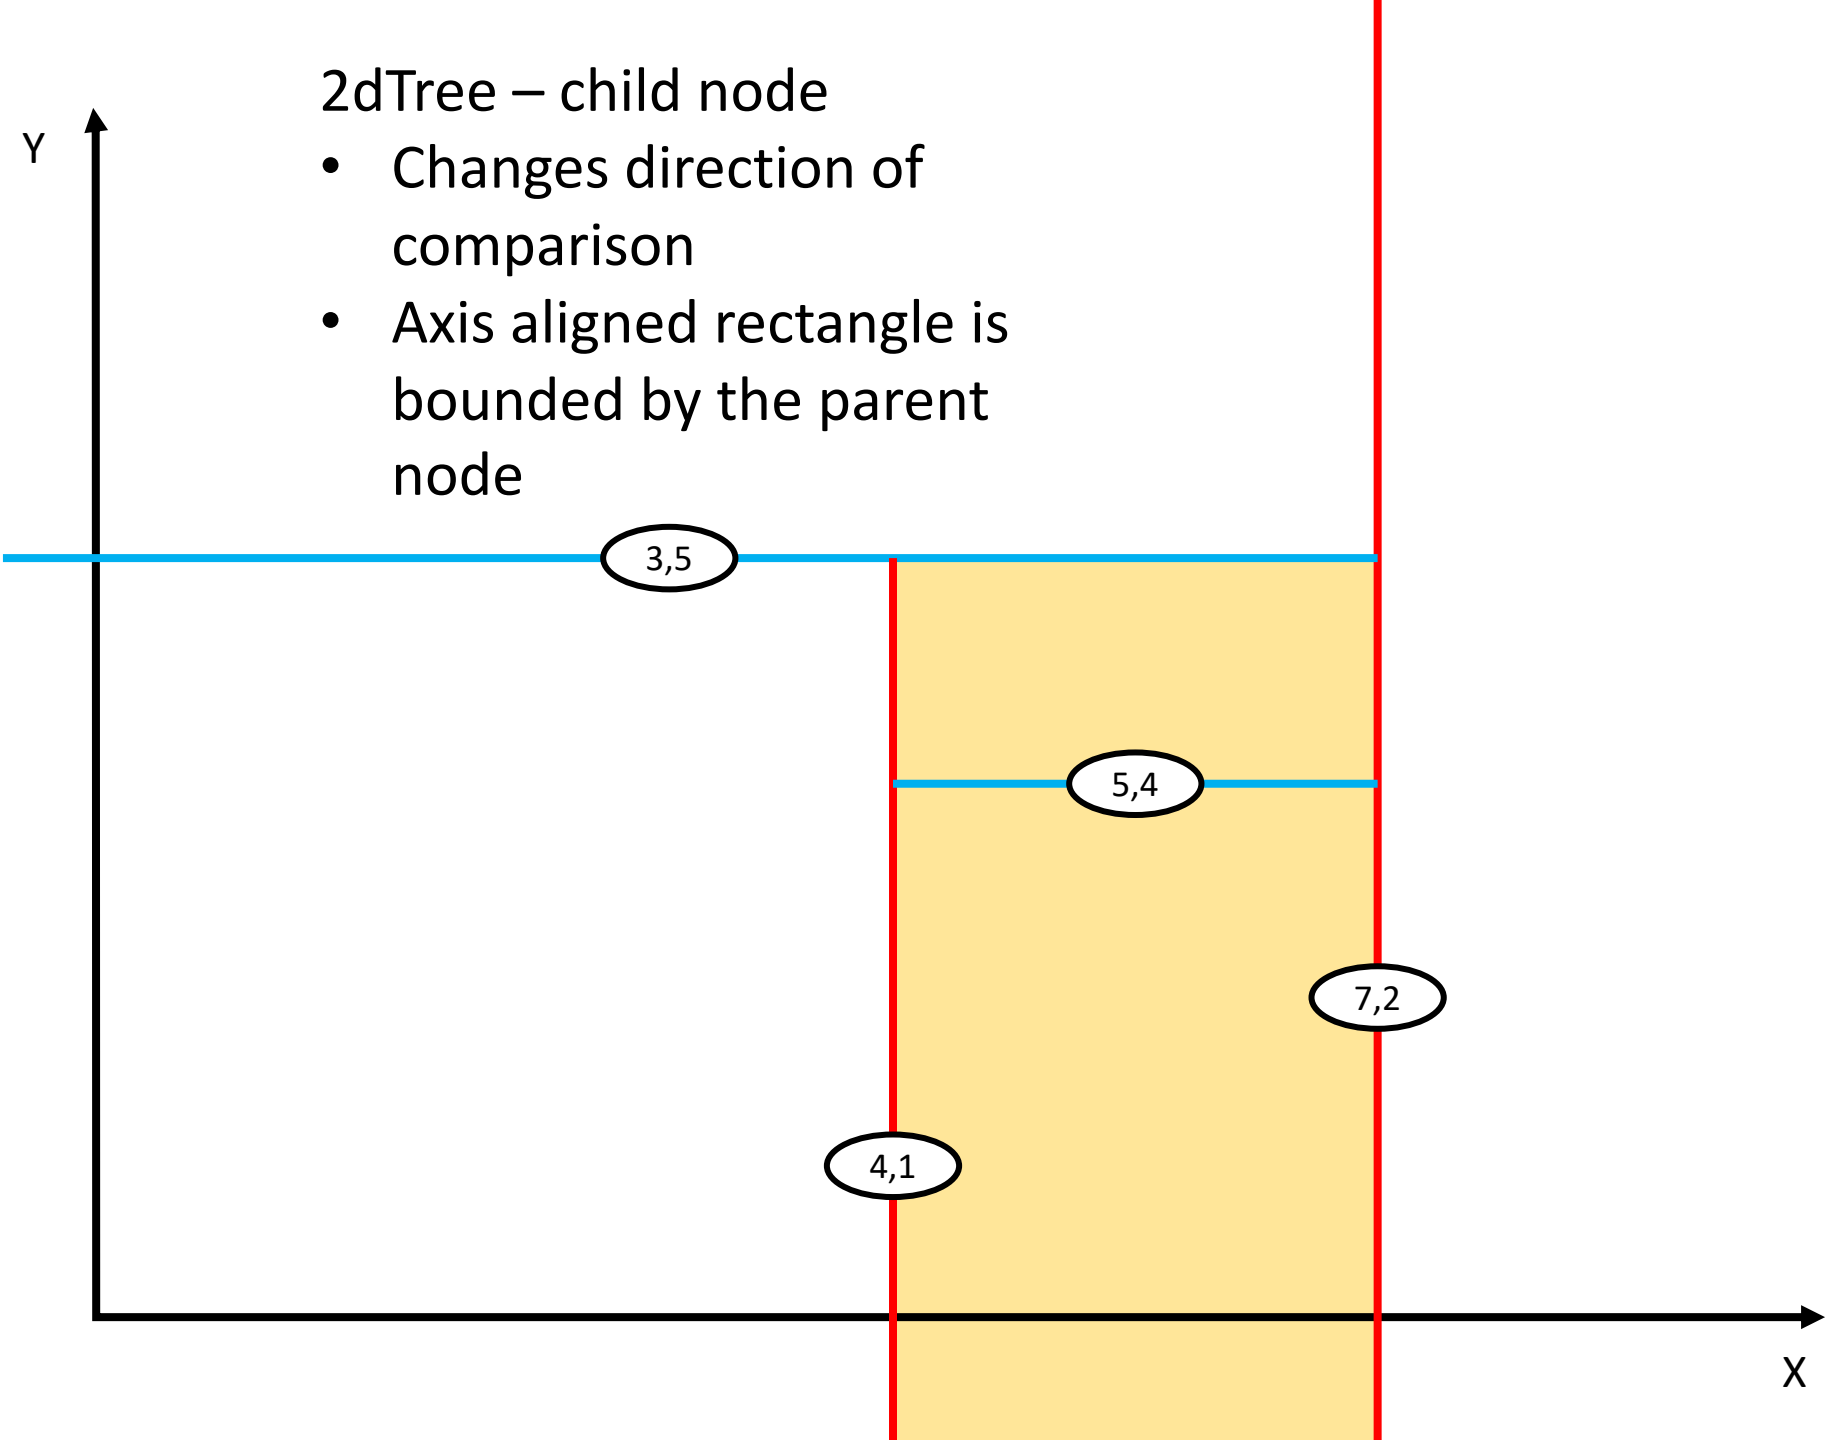 2dTree – child node
Y
• Changes direction of
comparison
• Axis aligned rectangle is
bounded by the parent
node
3,5
5,4
7,2
4,1
X